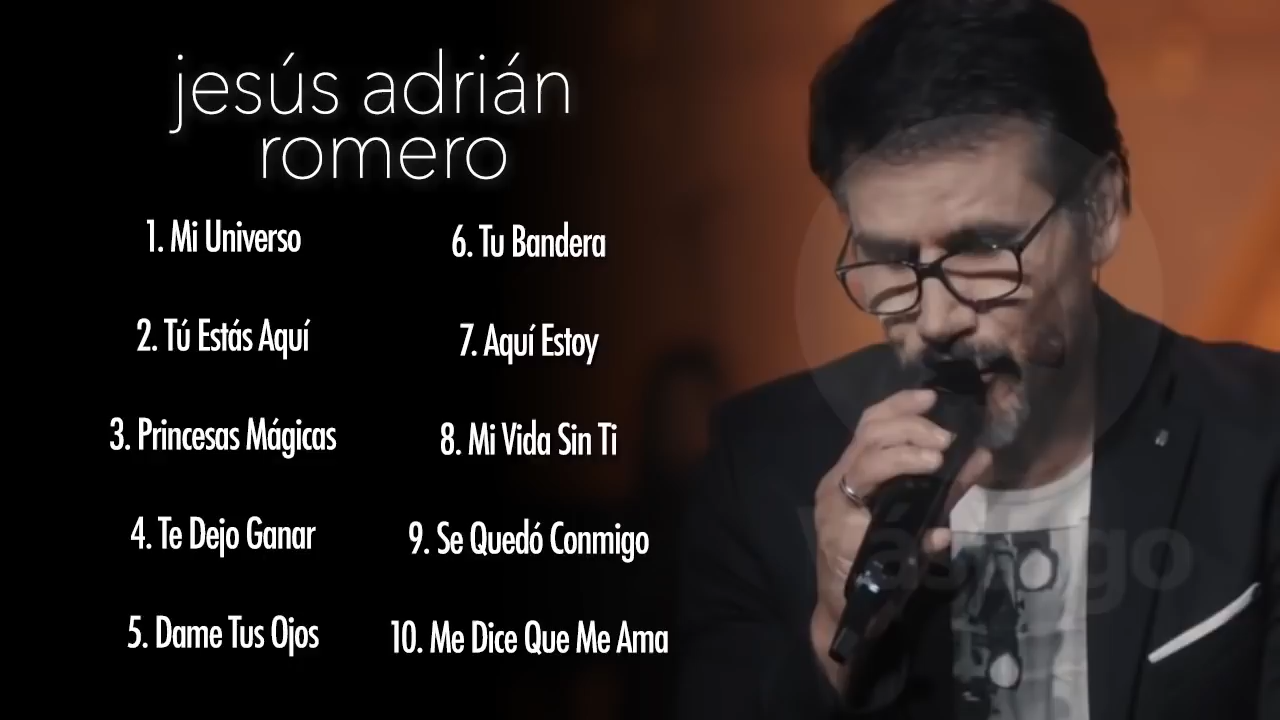 jesús adrián
romero
1. Mi Universo
2. Tú Estás Aquí
3. Princesas Mágicas
4. Te Dejo Ganar
5. Dame Tus Ojos
6. Tu Bandera
7. Aquí Estoy
8. Mi Vida Sin Ti
9. Se Quedó Conmigo
10. Me Dice Que Me Ama
Vástago